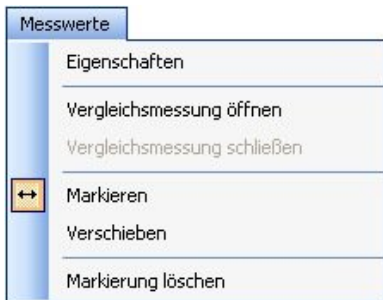 Messwerte
Eigenschaften
Vergleichsmessung öffnen
Vergleichsmessung schließen
Markieren
Verschieben
Markierung löschen